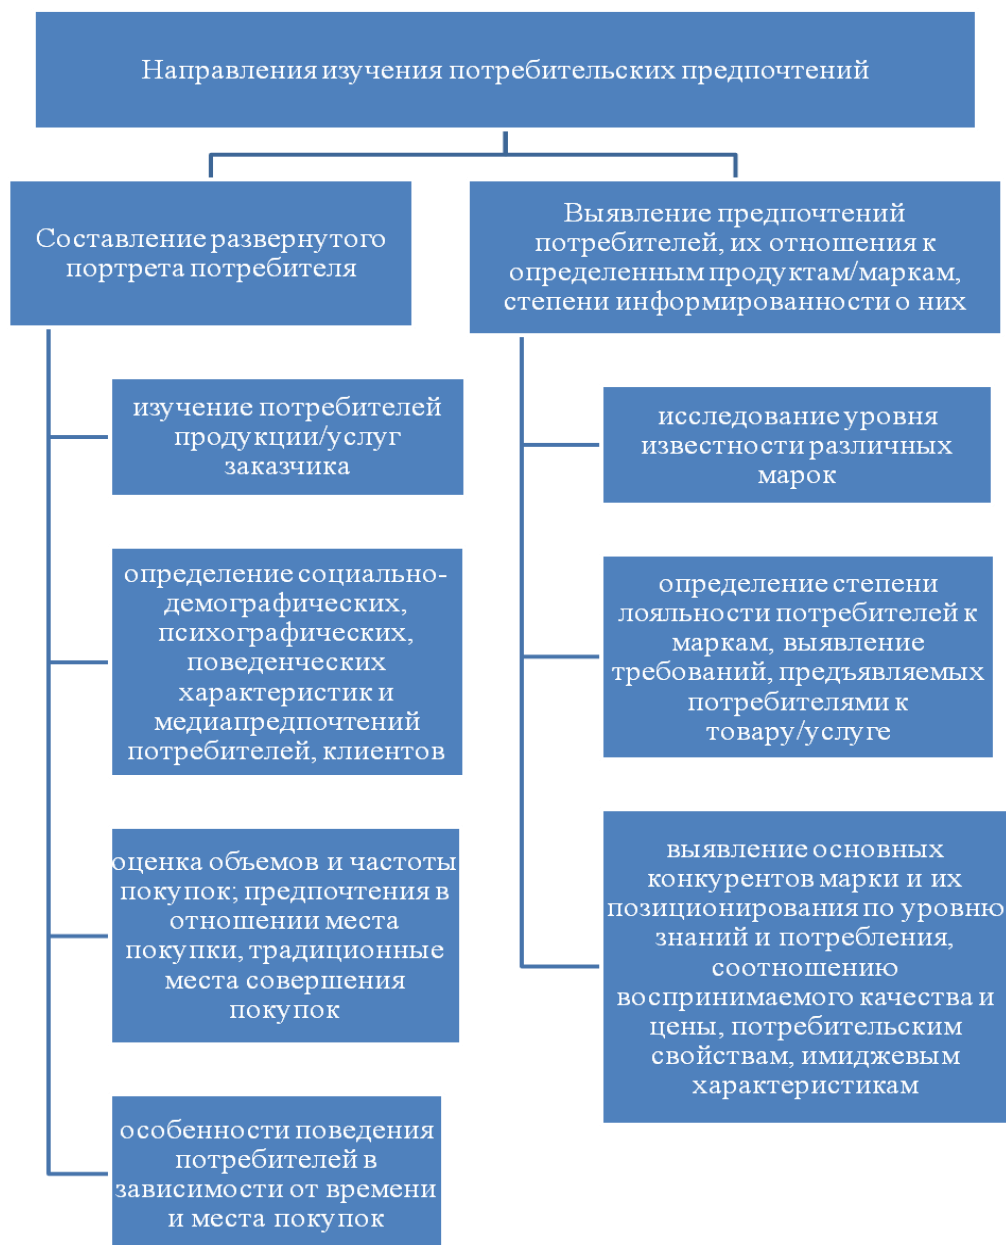 Направления изучения потребительских предпочтений
Составление развернутого
портрета потребителя
изучение потребителей
продукции/услуг
заказчика
определение социально-
демографических,
психографических,
поведенческих
характеристик и
медиапредпочтений
потребителей, клиентов
оценка объемов и частоты
покупок; предпочтения в
отношении места
покупки, традиционные
места совершения
покупок
особенности поведения
потребителей в
зависимости от времени
и места покупок
Выявление предпочтений
потребителей, их отношения к
определенным продуктам/маркам,
степени информированности о них
исследование уровня
известности различных
марок
определение степени
лояльности потребителей к
маркам, выявление
требований, предъявляемых
потребителями к
товару/услуге
выявление основных
конкурентов марки и их
позиционирования по уровню
знаний и потребления,
соотношению
воспринимаемого качества и
цены, потребительским
свойствам, имиджевым
характеристикам